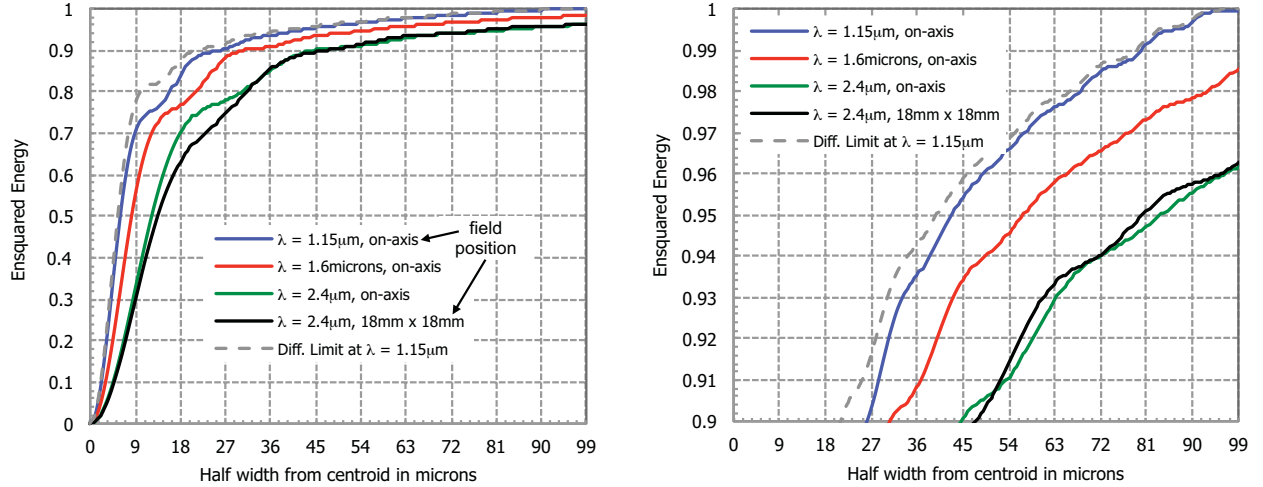 1
0.9
0.8
0.7
0.6
0.5
0.4
0.3
0.2
0.1
0
Ensquared Energy
λ = 1.15μm, on-axis
λ = 1.6microns, on-axis
λ = 2.4μm, on-axis
λ = 2.4μm, 18mm x 18mm
Diff. Limit at λ = 1.15μm
field
position
0 9 18 27 36 45 54 63 72 81 90 99
Half width from centroid in microns
1
0.99
0.98
0.97
0.96
0.95
0.94
0.93
0.92
0.91
0.9
Ensquared Energy
λ = 1.15μm, on-axis
λ = 1.6microns, on-axis
λ = 2.4μm, on-axis
λ = 2.4μm, 18mm x 18mm
Diff. Limit at λ = 1.15μm
0 9 18 27 36 45 54 63 72 81 90 99
Half width from centroid in microns